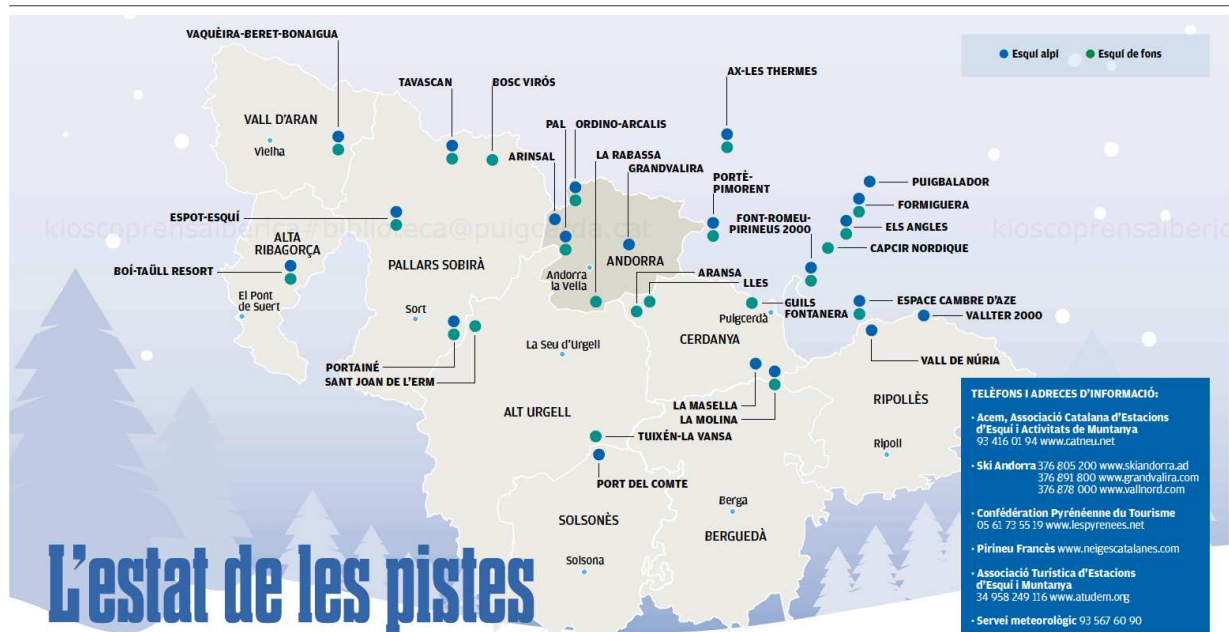 VAQUÈIRA-BERET-BONAIGUA
TAVASCAN
BOSC VIRÓS
AX-LES THERMES
Esquí alpí
Esquí de fons
VALL D'ARAN
Vielha
PAL
ORDINO-ARCALIS
ARINSAL
LA RABASSA
GRANDVALIRA
PORTÈ-
PIMORENT
PUIGBALADOR
FORMIGUERA
ELS ANGLES
CAPCIR NORDIQUE
FONT-ROMEU-
PIRINEUS 2000
ESPOT-ESQUÍ
kioscoprensaiberica#biblioteca@puigcerda.cat
kioscoprensaiberic
ALTA
RIBAGORÇA
BOÍ-TAÜLL RESORT
PALLARS SOBIRÀ
ANDORRA
Andorra
la Vella
ARANSA
LLES
El Pont
de Suert
Sort
GUILS
FONTANERA
Puigcerdà
ESPACE CAMBRE D'AZE
VALLTER 2000
La Seu d'Urgell
CERDANYA
VALL DE NÚRIA
PORTAINÉ
SANT JOAN DE L'ERM
ALT URGELL
LA MASELLA
LA MOLINA
RIPOLLÈS
Ripoll
TUIXÉN-LA VANSA
PORT DEL COMTE
SOLSONÈS
Solsona
Berga
BERGUEDÀ
L'estat de les pistes
TELÈFONS I ADRECES D'INFORMACIÓ:
· Acem, Associació Catalana d'Estacions
d'Esquí i Activitats de Muntanya
93 416 01 94 www.catneu.net
· Ski Andorra 376 805 200 www.skiandorra.ad
376 891 800 www.grandvalira.com
376 878 000 www.vallnord.com
· Confédération Pyrénéenne du Tourisme
05 61 73 55 19 www.lespyrenees.net
· Pirineu Francès www.neigescatalanes.com
· Associació Turística d'Estacions
d'Esquí i Muntanya
34 958 249 116 www.atudem.org
· Servei meteorològic 93 567 60 90